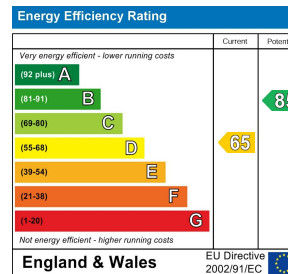 Energy Efficiency Rating
Current
Very energy efficient - lower running costs
(92 plus) A
(81-91) B
(69-80) C
(55-68) D
65
(39-54) E
(21-38) F
(1-20) G
Not energy efficient - higher running costs
England & Wales
EU Directive
2002/91/EC